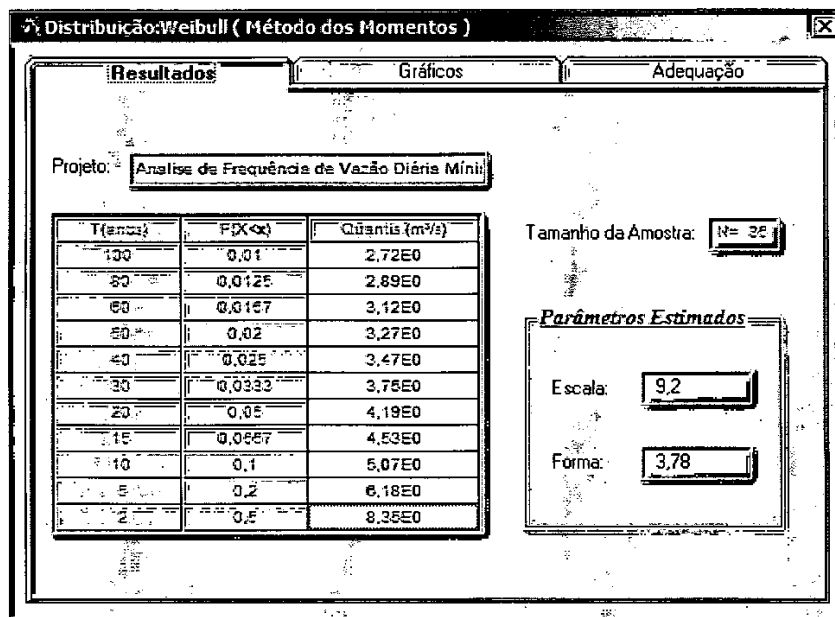 Distribuição:Weibull ( Método dos Momentos )
Resultados Gráficos Adequação
Projeto: Analise de Frequência de Vazão Diária Míni
Tamanho da Amostra: N=
T(anos) P(X<x) Quantis.(m³/s)
100 0,01 2,72E0
80 0,0125 2,89E0
60 0,0167 3,12E0
50 0,02 3,27E0
40 0,025 3,47E0
30 0,0333 3,75E0
20 0,05 4,19E0
15 0,0667 4,53E0
10 0,1 5,07E0
5 0,2 6,18E0
2 0,5 8,35E0
Parâmetros Estimados
Escala: 9,2
Forma: 3,78